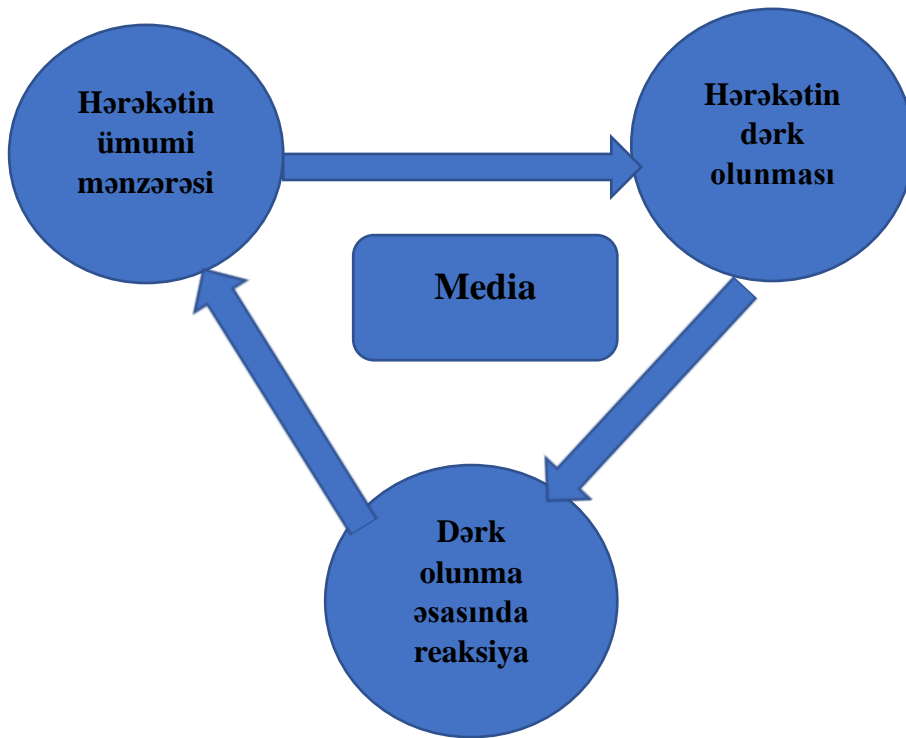 Hərəkətin
ümumi
mənzərəsi
Hərəkətin
dərk
olunması
Media
Dərk
olunma
əsasında
reaksiya